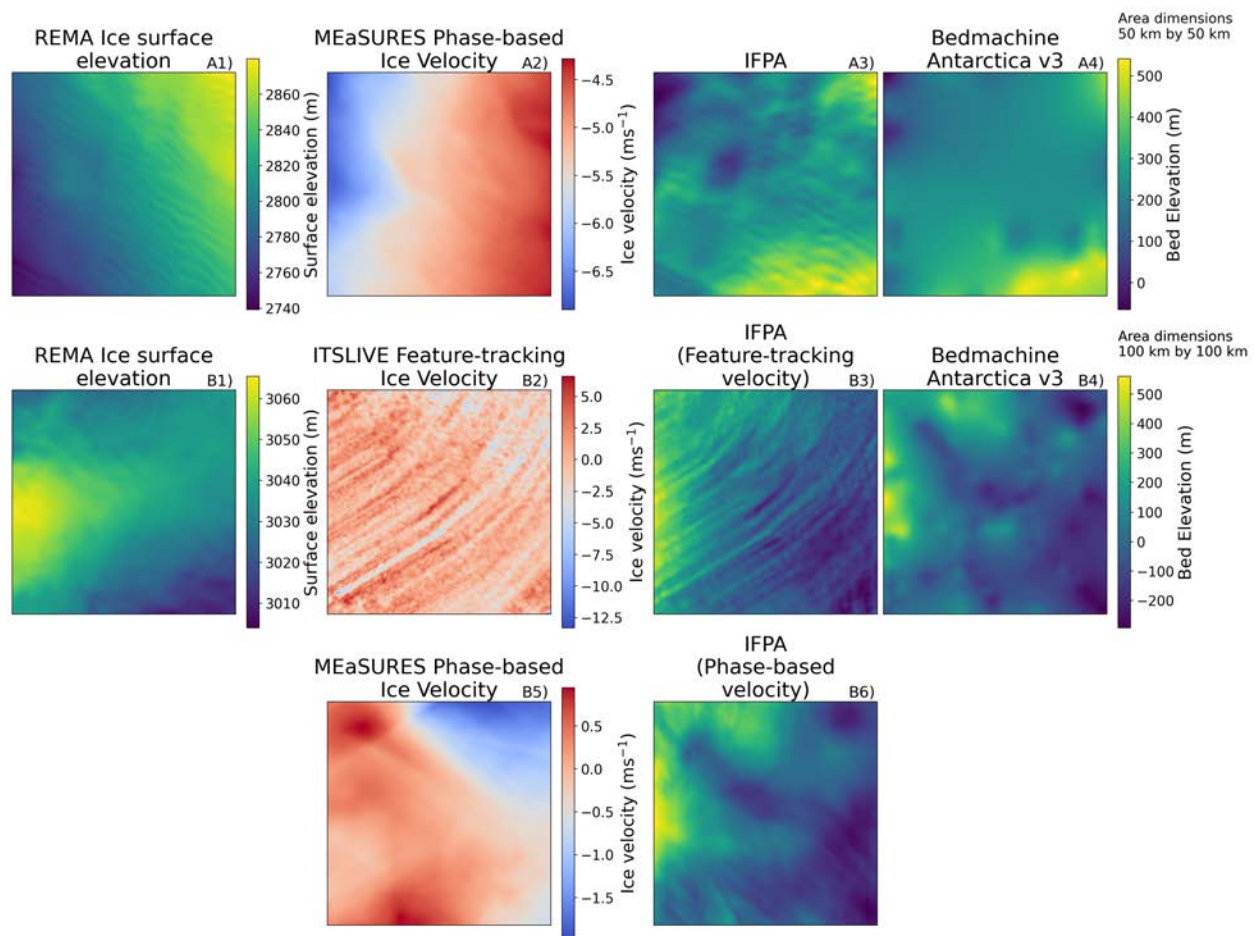 Area dimensions
50 km by 50 km
REMA Ice surface
elevation
A1)
MEaSURES Phase-based
Ice Velocity
A2)
IFPA
A3)
Bedmachine
Antarctica v3
A4)
2860
2840
2820
2800
2780
2760
2740
Surface elevation (m)
−4.5
−5.0
−5.5
−6.0
−6.5
Ice velocity (ms⁻¹)
500
400
300
200
100
0
Bed Elevation (m)
Area dimensions
100 km by 100 km
REMA Ice surface
elevation
B1)
ITSLIVE Feature-tracking
Ice Velocity
B2)
IFPA
(Feature-tracking
velocity)
B3)
Bedmachine
Antarctica v3
B4)
3060
3050
3040
3030
3020
3010
Surface elevation (m)
5.0
2.5
0.0
−2.5
−5.0
−7.5
−10.0
−12.5
Ice velocity (ms⁻¹)
500
400
300
200
100
0
−100
−200
Bed Elevation (m)
MEaSURES Phase-based
Ice Velocity
B5)
IFPA
(Phase-based
velocity)
B6)
0.5
0.0
−0.5
−1.0
−1.5
Ice velocity (ms⁻¹)